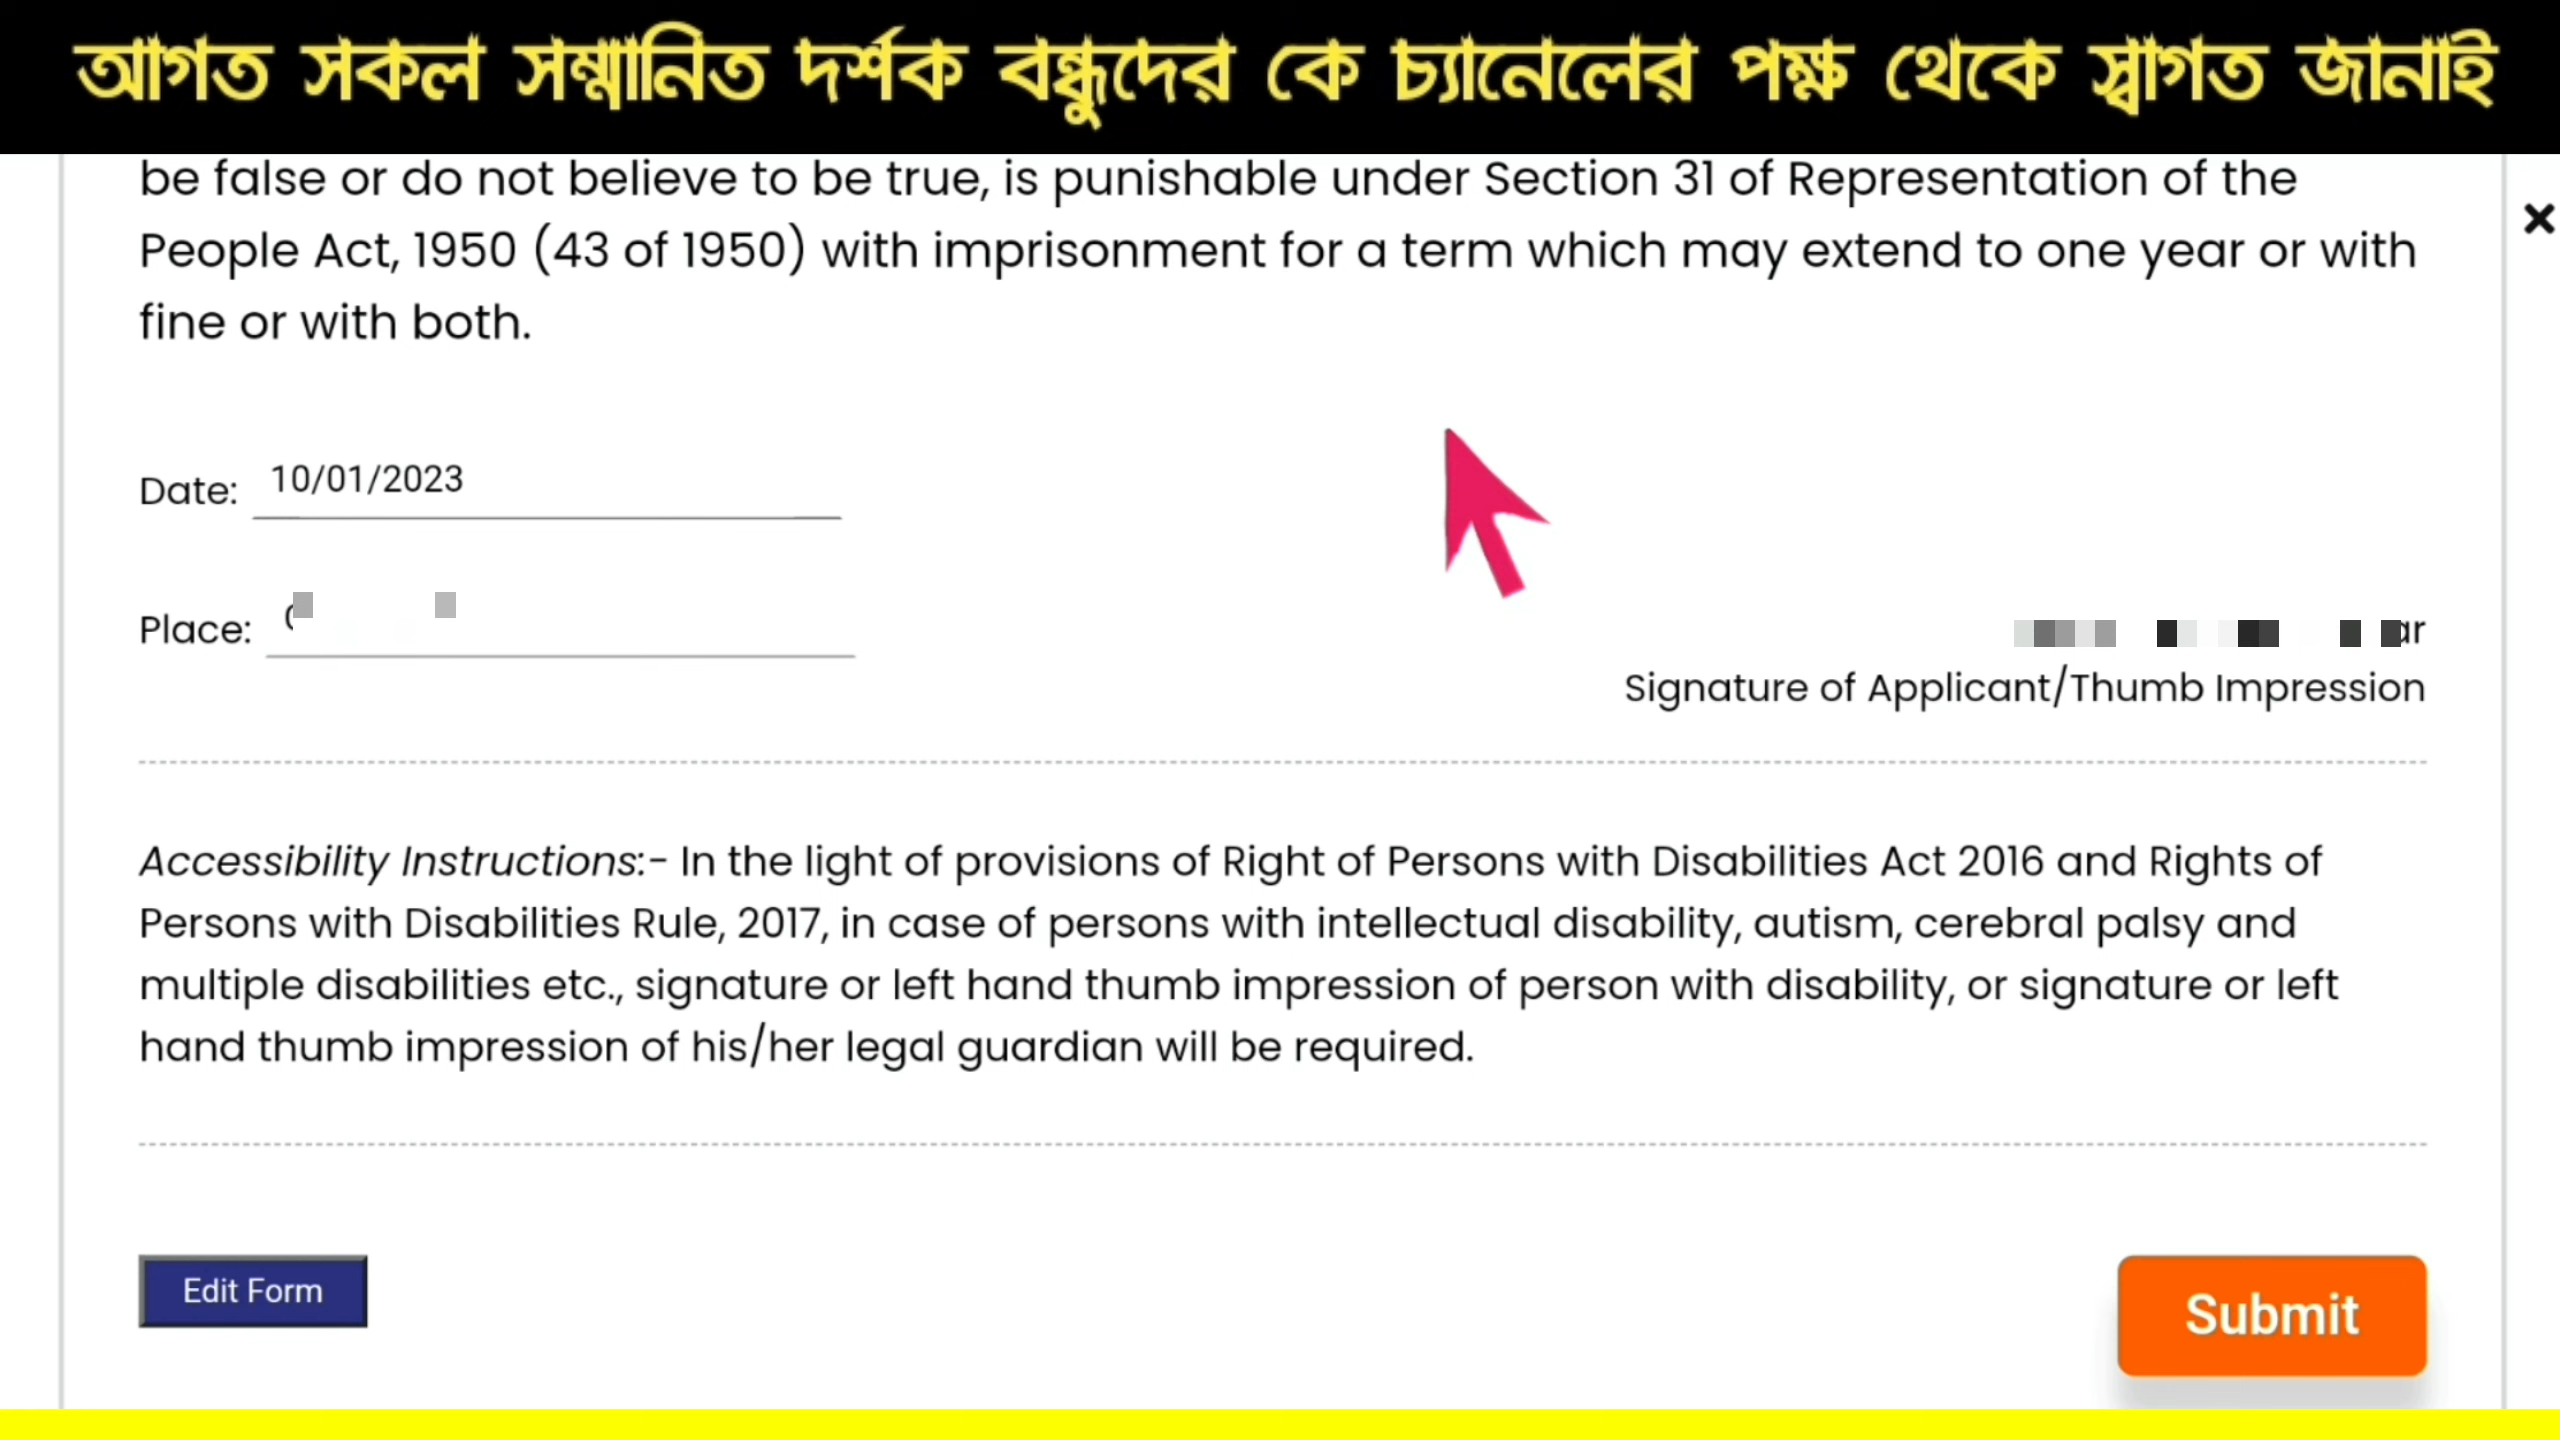 আগত সকল সম্মানিত দর্শক বন্ধুদের কে চ্যানেলের পক্ষ থেকে স্বাগত জানাই
be false or do not believe to be true, is punishable under Section 31 of Representation of the
People Act, 1950 (43 of 1950) with imprisonment for a term which may extend to one year or with
fine or with both.
Date: 10/01/2023
Place:
Signature of Applicant/Thumb Impression
Accessibility Instructions:- In the light of provisions of Right of Persons with Disabilities Act 2016 and Rights of
Persons with Disabilities Rule, 2017, in case of persons with intellectual disability, autism, cerebral palsy and
multiple disabilities etc., signature or left hand thumb impression of person with disability, or signature or left
hand thumb impression of his/her legal guardian will be required.
Edit Form
Submit